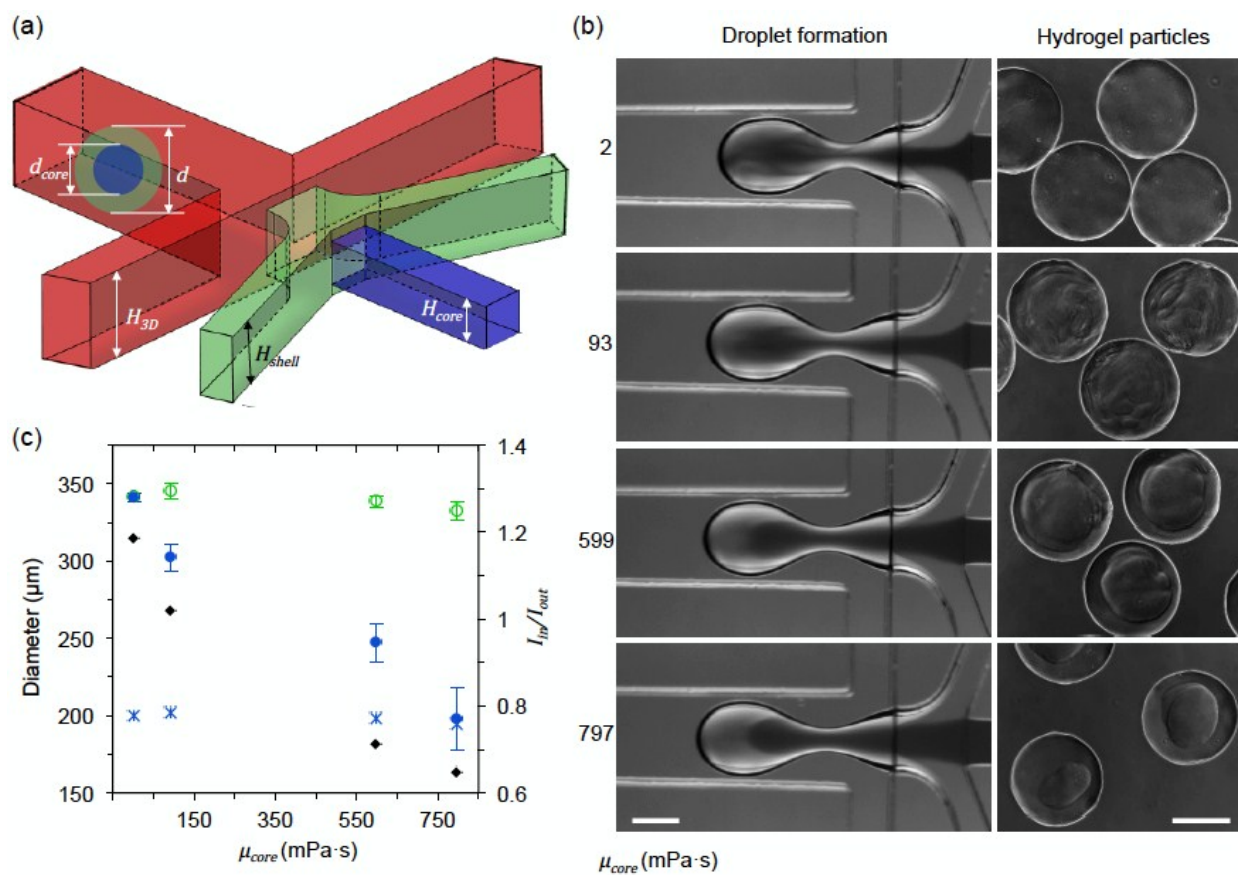 (a)
d_core
d
H_3D
H_shell
H_core
(b)
Droplet formation
Hydrogel particles
2
93
599
797
μ_core (mPa·s)
(c)
Diameter (μm)
350
300
250
200
150
1.4
1.2
1
0.8
0.6
I_in/I_out
150
350
550
750
μ_core (mPa·s)